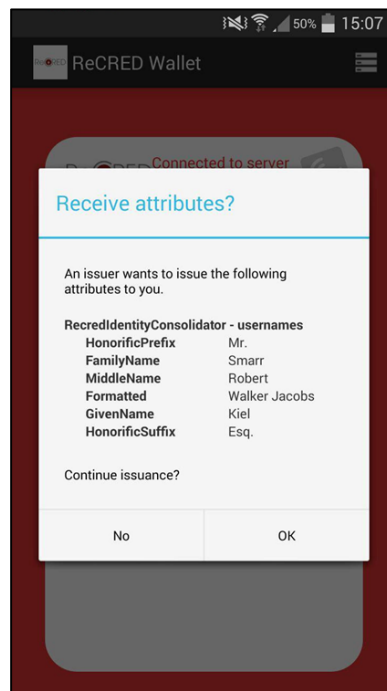 50% 15:07
ReCRED Wallet
Connected to server
Receive attributes?
An issuer wants to issue the following
attributes to you.
RecredIdentityConsolidator - usernames
HonorificPrefix Mr.
FamilyName Smarr
MiddleName Robert
Formatted Walker Jacobs
GivenName Kiel
HonorificSuffix Esq.
Continue issuance?
No OK